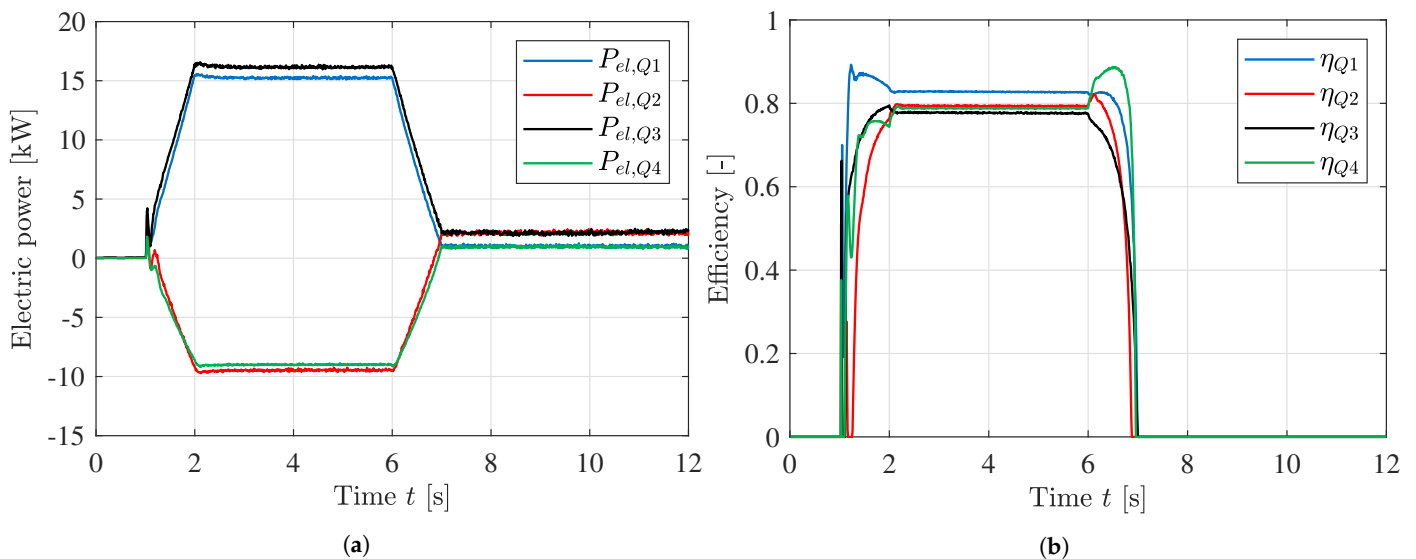 Electric power [kW]
20
15
10
5
0
-5
-10
-15
0 2 4 6 8 10 12
Time t [s]
P_{el,Q1}
P_{el,Q2}
P_{el,Q3}
P_{el,Q4}
(a)
Efficiency [-]
1
0.8
0.6
0.4
0.2
0
0 2 4 6 8 10 12
Time t [s]
η_{Q1}
η_{Q2}
η_{Q3}
η_{Q4}
(b)